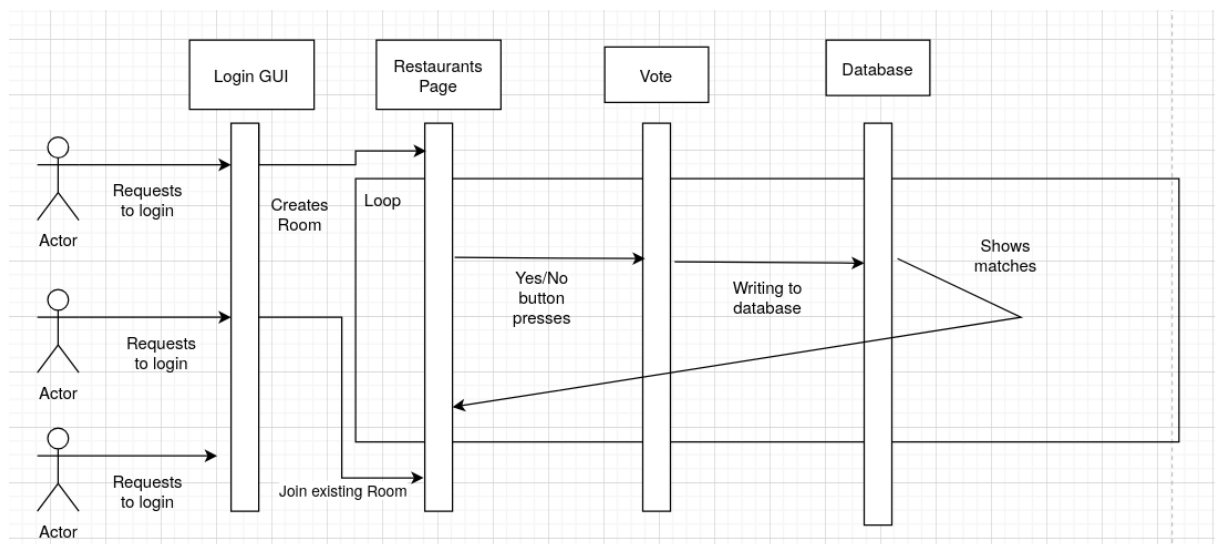 Login GUI
Restaurants
Page
Vote
Database
Requests
to login
Actor
Creates
Room
Loop
Yes/No
button
presses
Writing to
database
Shows
matches
Requests
to login
Actor
Requests
to login
Actor
Join existing Room